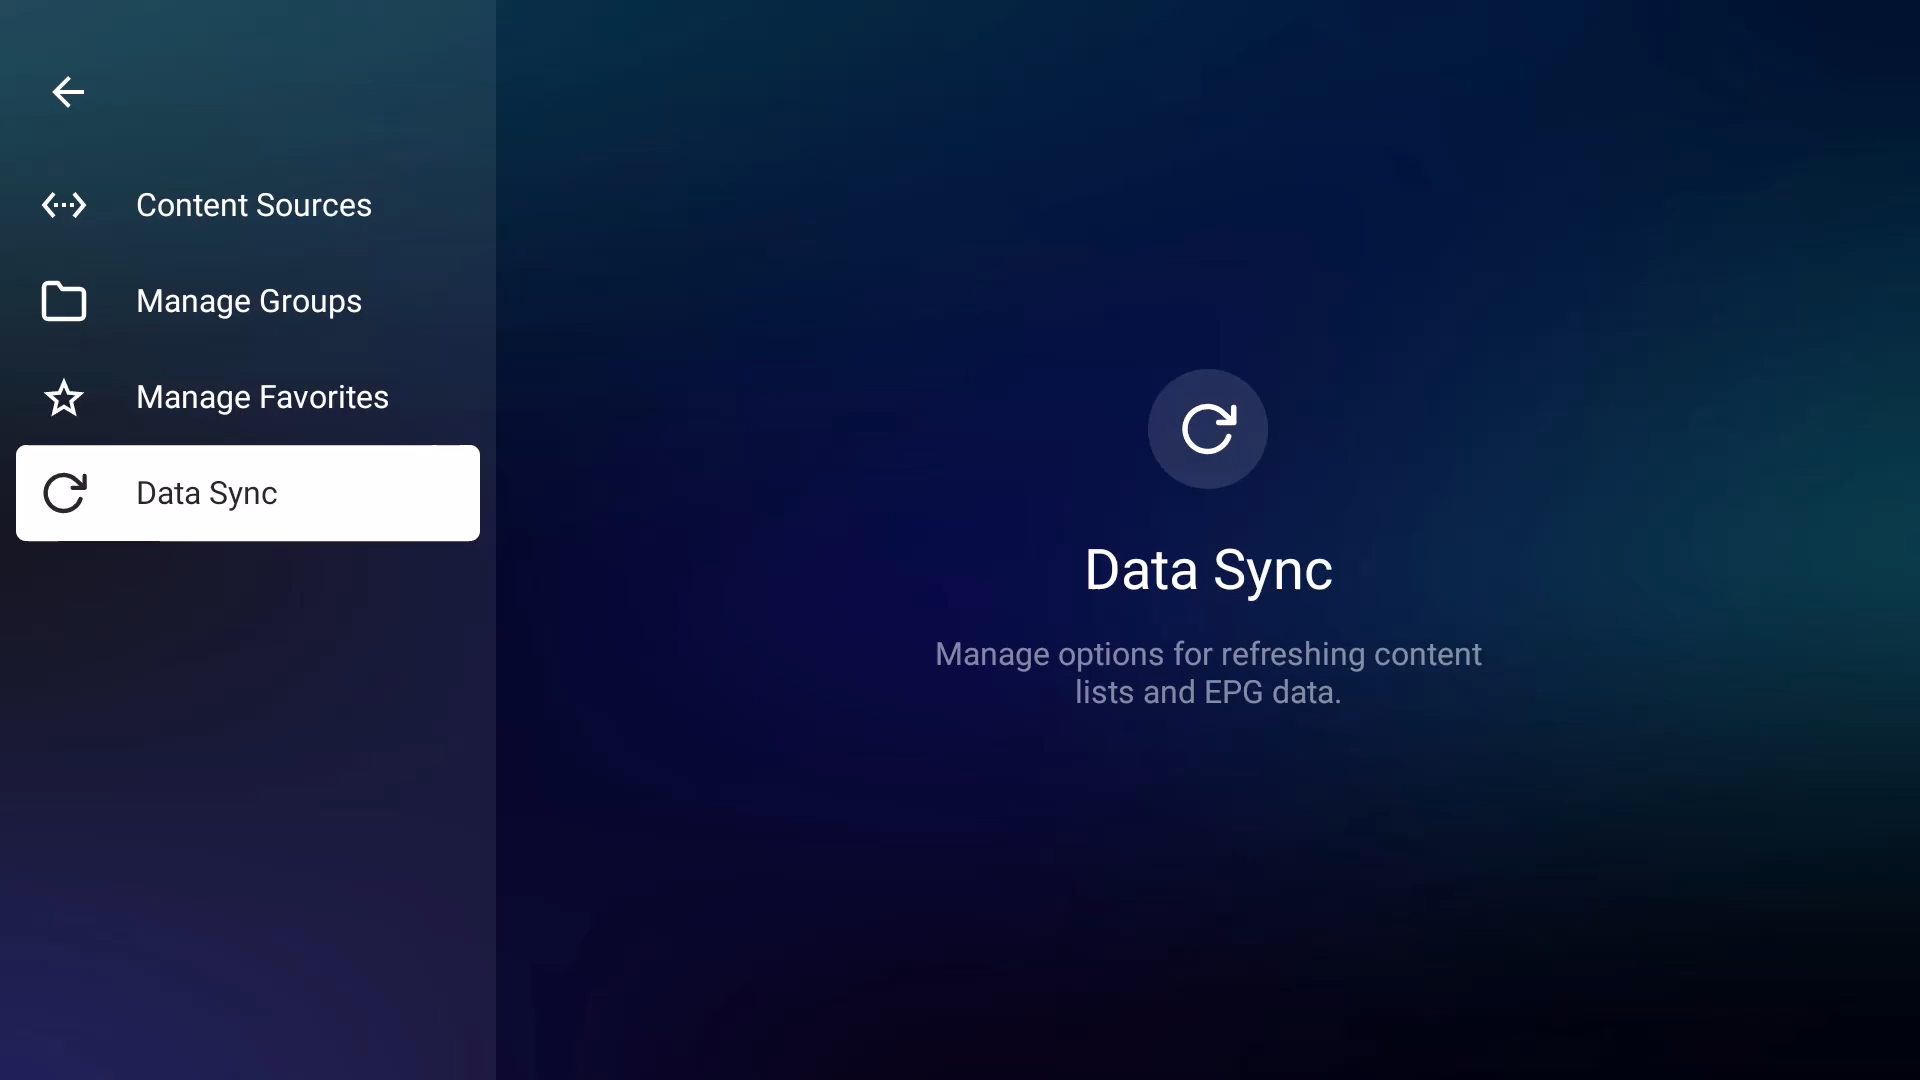 Content Sources
Manage Groups
Manage Favorites
Data Sync
Data Sync
Manage options for refreshing content
lists and EPG data.